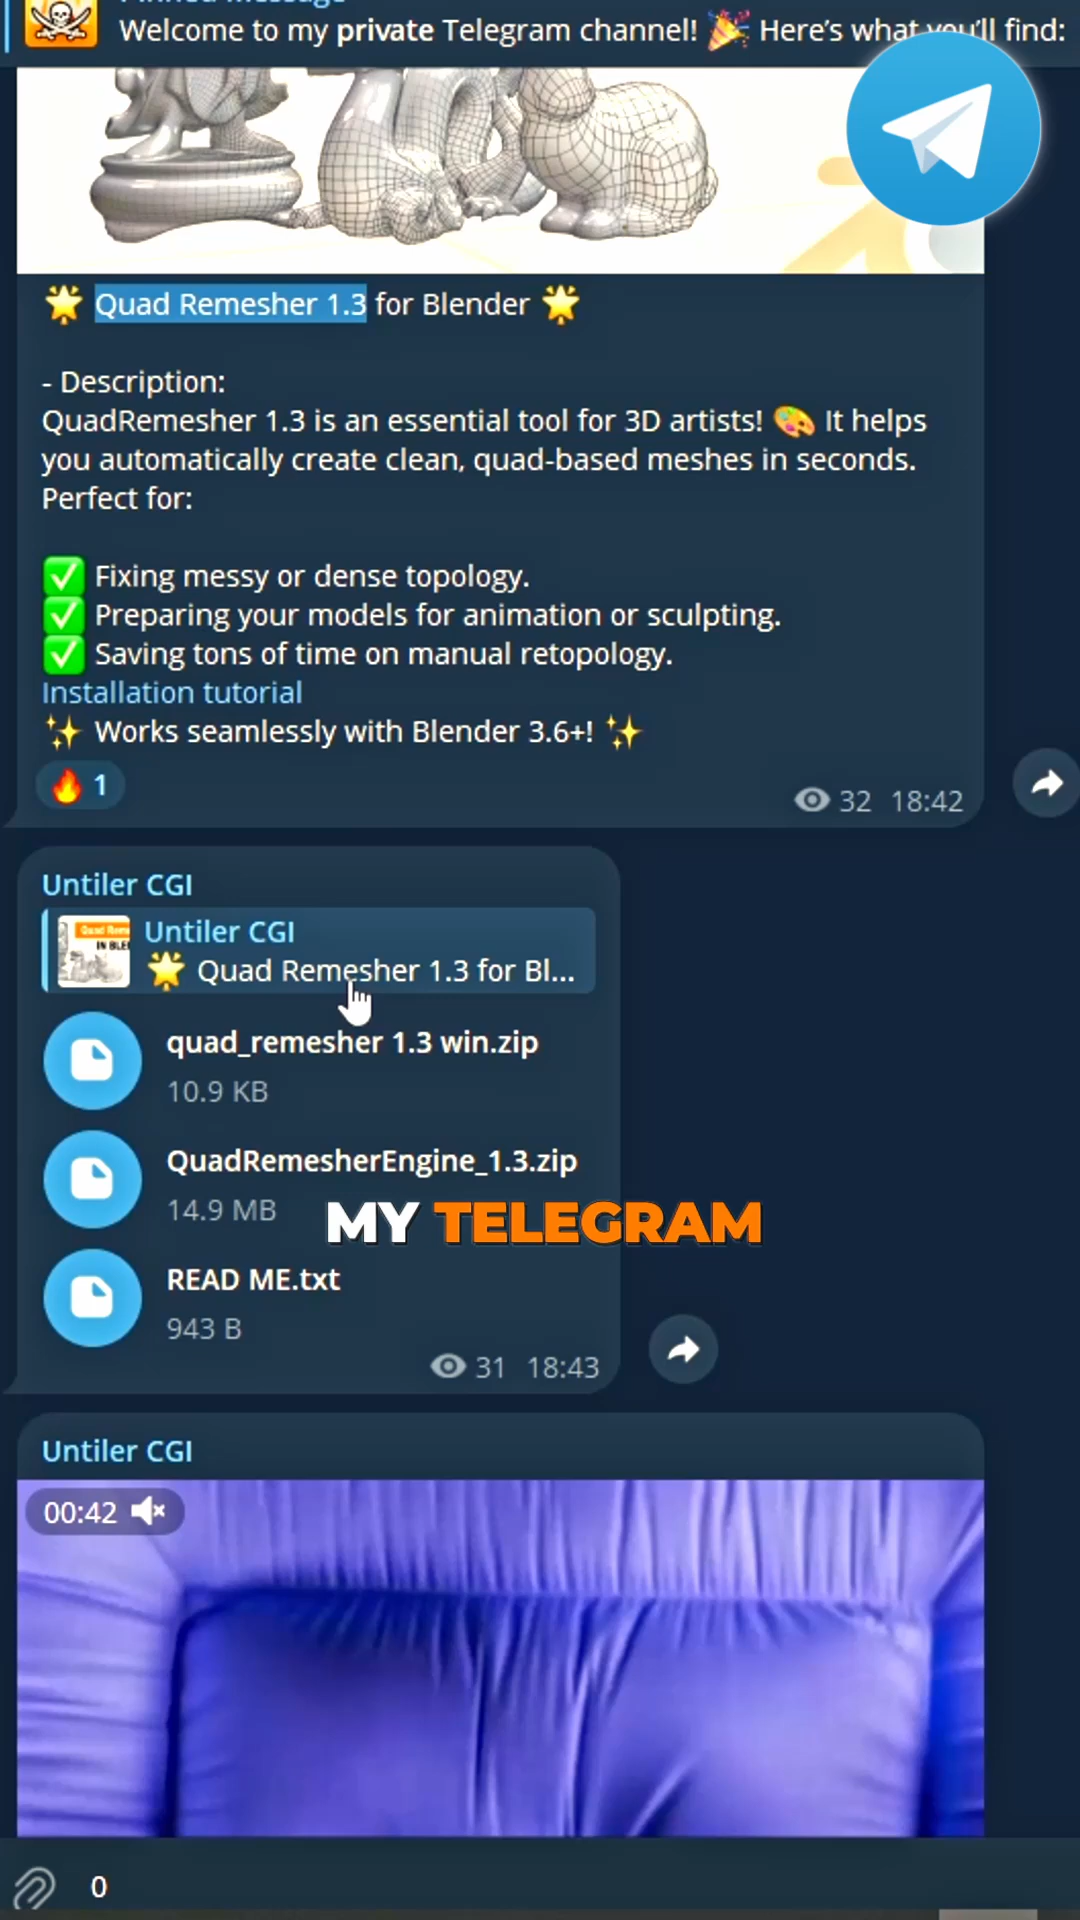 Pinned Message
Welcome to my private Telegram channel! 🎉 Here's what you'll find:
🌟 Quad Remesher 1.3 for Blender 🌟
- Description:
QuadRemesher 1.3 is an essential tool for 3D artists! 🎨 It helps
you automatically create clean, quad-based meshes in seconds.
Perfect for:
✅ Fixing messy or dense topology.
✅ Preparing your models for animation or sculpting.
✅ Saving tons of time on manual retopology.
Installation tutorial
✨ Works seamlessly with Blender 3.6+! ✨
🔥 1
32 18:42
Untiler CGI
Untiler CGI
🌟 Quad Remesher 1.3 for Bl...
quad_remesher 1.3 win.zip
10.9 KB
QuadRemesherEngine_1.3.zip
14.9 MB
MY TELEGRAM
READ ME.txt
943 B
31 18:43
Untiler CGI
00:42
0